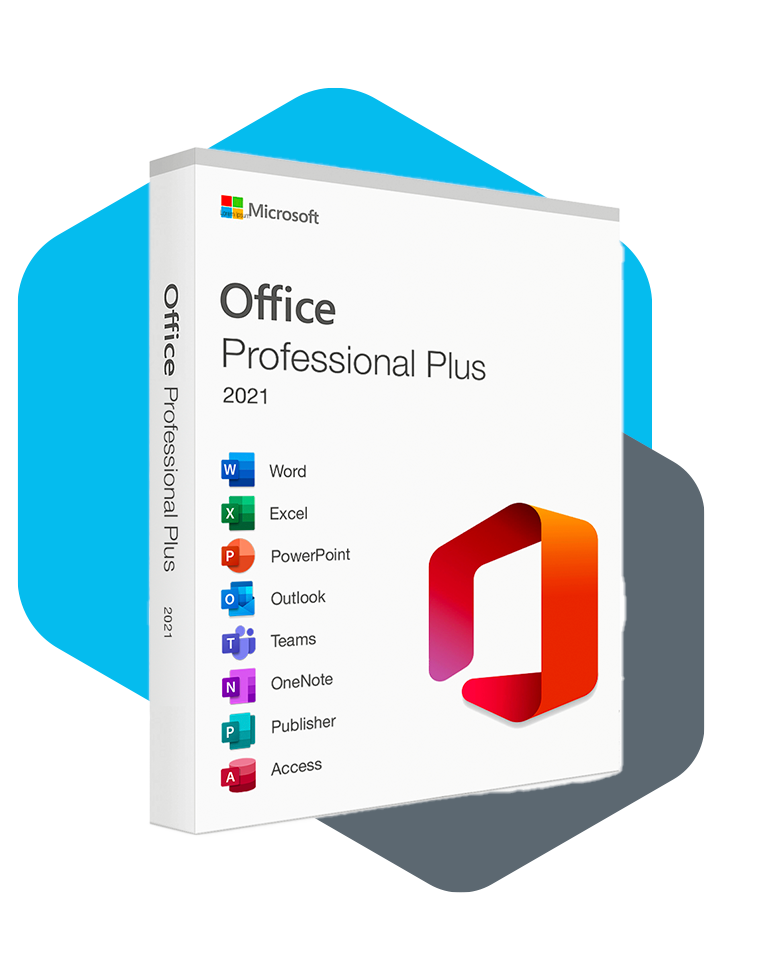 Microsoft
Office
Professional Plus
2021
W Word
X Excel
P PowerPoint
O Outlook
T Teams
N OneNote
P Publisher
A Access
Office Professional Plus 2021